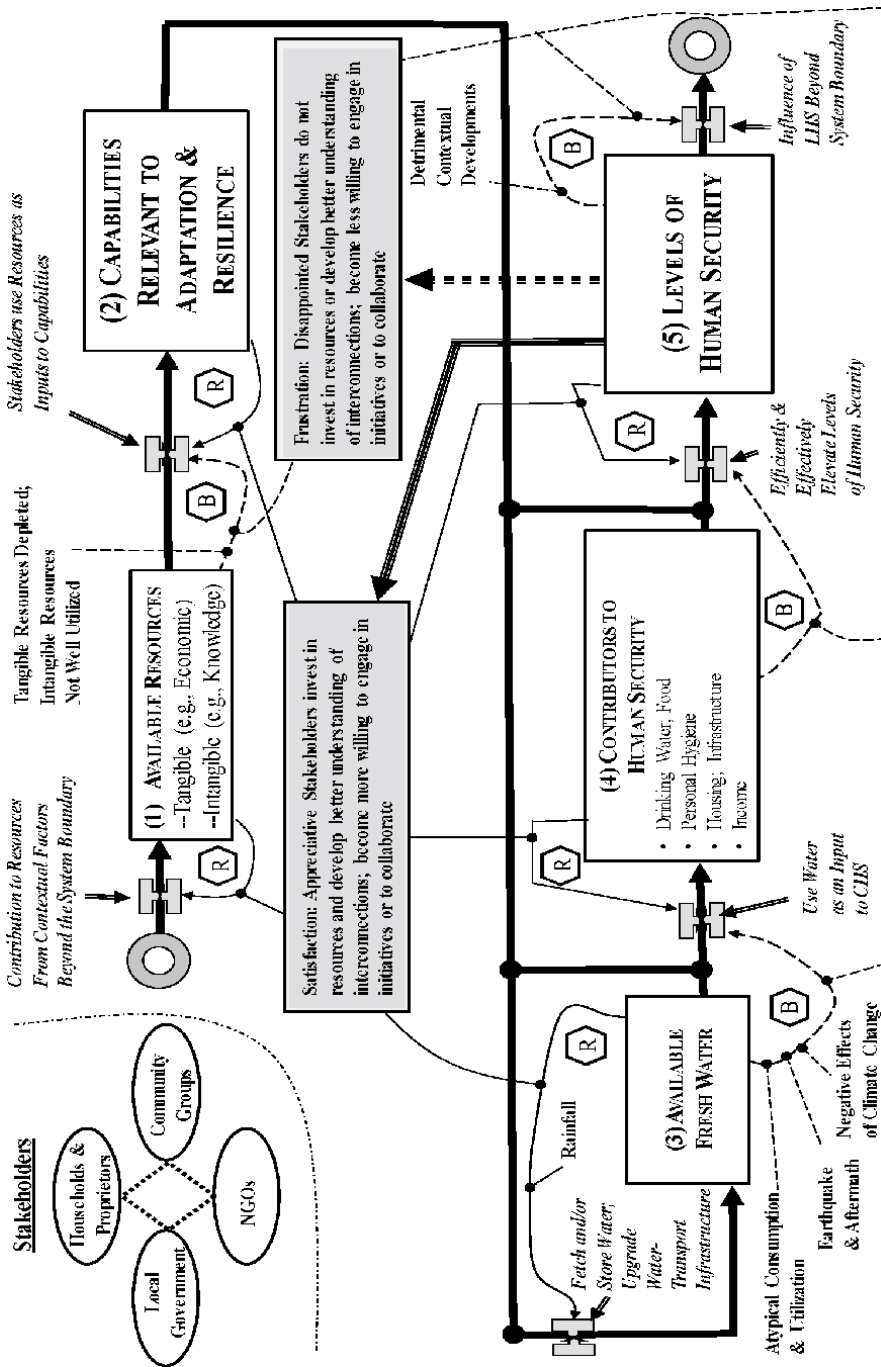 Stakeholders
Households &
Proprietors
Local
Government
Community
Groups
NGOs
Contribution to Resources
From Contextual Factors
Beyond the System Boundary
R
(1) AVAILABLE RESOURCES
--Tangible (e.g., Economic)
--Intangible (e.g., Knowledge)
Tangible Resources Depleted;
Intangible Resources
Not Well Utilized
B
Stakeholders use Resources as
Inputs to Capabilities
R
(2) CAPABILITIES
RELEVANT TO
ADAPTATION &
RESILIENCE
Satisfaction: Appreciative Stakeholders invest in
resources and develop better understanding of
interconnections; become more willing to engage in
initiatives or to collaborate
Frustration: Disappointed Stakeholders do not
invest in resources or develop better understanding
of interconnections; become less willing to engage in
initiatives or to collaborate
Detrimental
Contextual
Developments
Rainfall
R
Fetch and/or
Store Water;
Upgrade
Water-
Transport
Infrastructure
(3) AVAILABLE
FRESH WATER
B
Atypical Consumption
& Utilization
Earthquake
& Aftermath
Negative Effects
of Climate Change
R
Use Water
as an Input
to CHS
(4) CONTRIBUTORS TO
HUMAN SECURITY
• Drinking Water; Food
• Personal Hygiene
• Housing; Infrastructure
• Income
B
R
Efficiently &
Effectively
Elevate Levels
of Human Security
(5) LEVELS OF
HUMAN SECURITY
B
Influence of
LHS Beyond
System Boundary